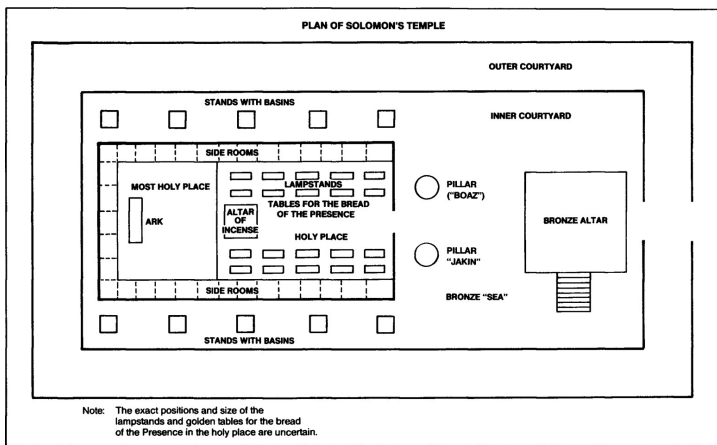 PLAN OF SOLOMON'S TEMPLE
OUTER COURTYARD
STANDS WITH BASINS
INNER COURTYARD
SIDE ROOMS
MOST HOLY PLACE
LAMPSTANDS
TABLES FOR THE BREAD
OF THE PRESENCE
ARK
ALTAR
OF
INCENSE
HOLY PLACE
PILLAR
("BOAZ")
BRONZE ALTAR
PILLAR
"JAKIN"
SIDE ROOMS
BRONZE "SEA"
STANDS WITH BASINS
Note: The exact positions and size of the
lampstands and golden tables for the bread
of the Presence in the holy place are uncertain.